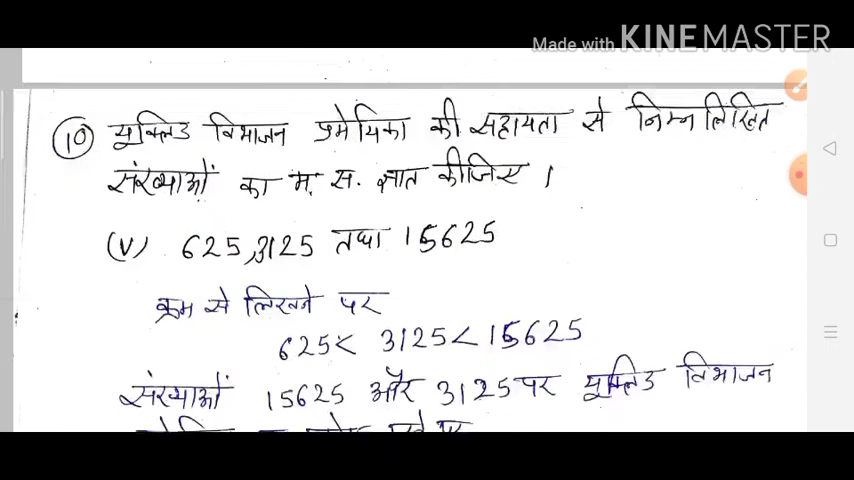 Made with KINEMASTER
⑩ यूक्लिड विभाजन प्रमेयिका की सहायता से निम्नलिखित
संख्याओं का म. स. ज्ञात कीजिए ।
(v) 625, 3125 तथा 15625
क्रम से लिखने पर
625 < 3125 < 15625
संख्याओं 15625 और 3125 पर यूक्लिड विभाजन